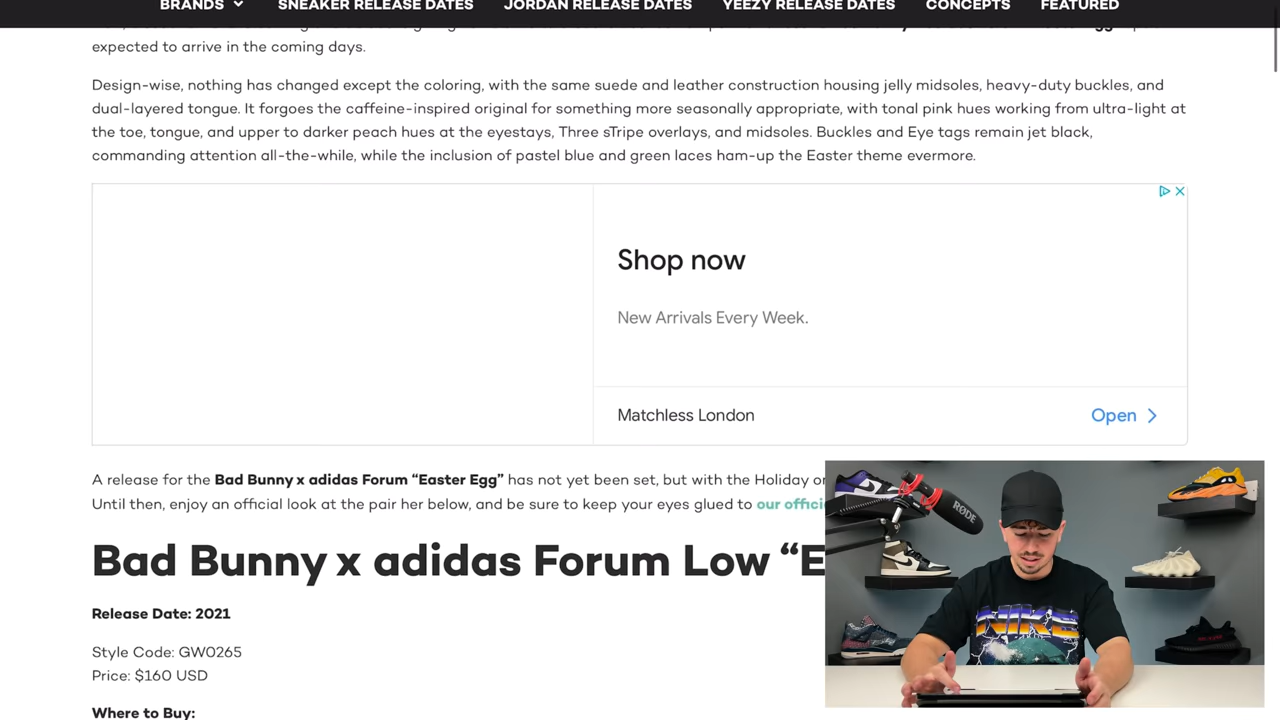 BRANDS SNEAKER RELEASE DATES JORDAN RELEASE DATES YEEZY RELEASE DATES CONCEPTS FEATURED
expected to arrive in the coming days.
Design-wise, nothing has changed except the coloring, with the same suede and leather construction housing jelly midsoles, heavy-duty buckles, and
dual-layered tongue. It forgoes the caffeine-inspired original for something more seasonally appropriate, with tonal pink hues working from ultra-light at
the toe, tongue, and upper to darker peach hues at the eyestays, Three sTripe overlays, and midsoles. Buckles and Eye tags remain jet black,
commanding attention all-the-while, while the inclusion of pastel blue and green laces ham-up the Easter theme evermore.
Shop now
New Arrivals Every Week.
Matchless London Open
A release for the Bad Bunny x adidas Forum “Easter Egg” has not yet been set, but with the Holiday
Until then, enjoy an official look at the pair her below, and be sure to keep your eyes glued to our offici
Bad Bunny x adidas Forum Low “E
Release Date: 2021
Style Code: GW0265
Price: $160 USD
Where to Buy:
RØDE
NIKE